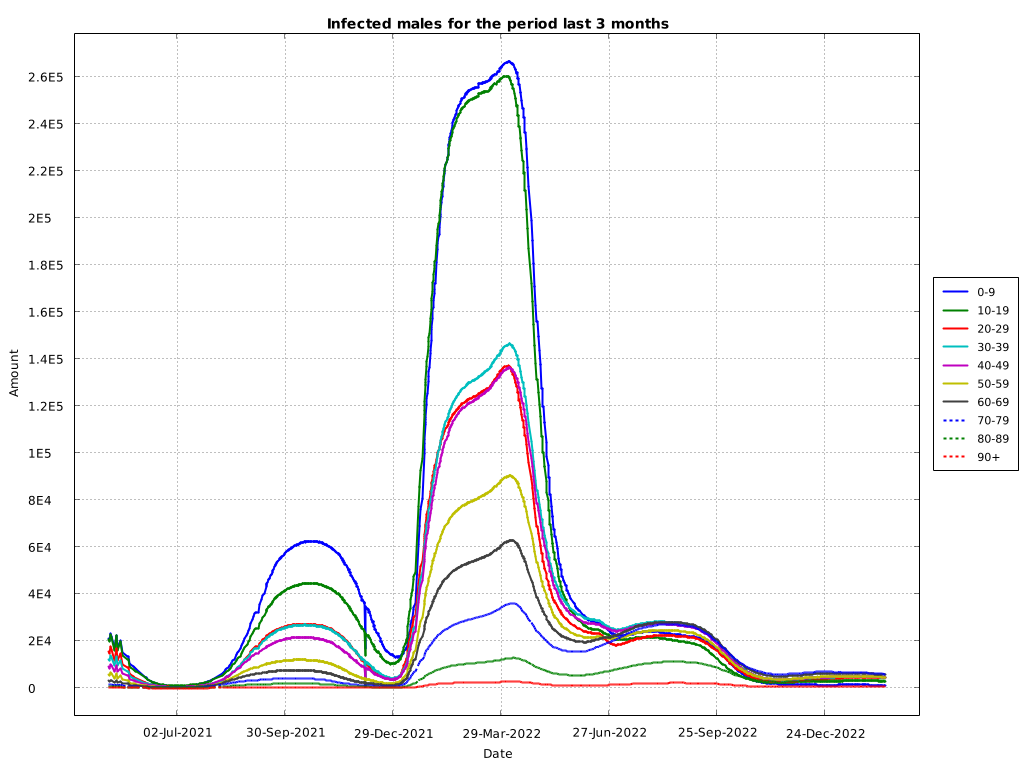 Infected males for the period last 3 months
2.6E5
2.4E5
2.2E5
2E5
1.8E5
1.6E5
1.4E5
1.2E5
1E5
8E4
6E4
4E4
2E4
0
Amount
02-Jul-2021 30-Sep-2021 29-Dec-2021 29-Mar-2022 27-Jun-2022 25-Sep-2022 24-Dec-2022
Date
0-9
10-19
20-29
30-39
40-49
50-59
60-69
70-79
80-89
90+